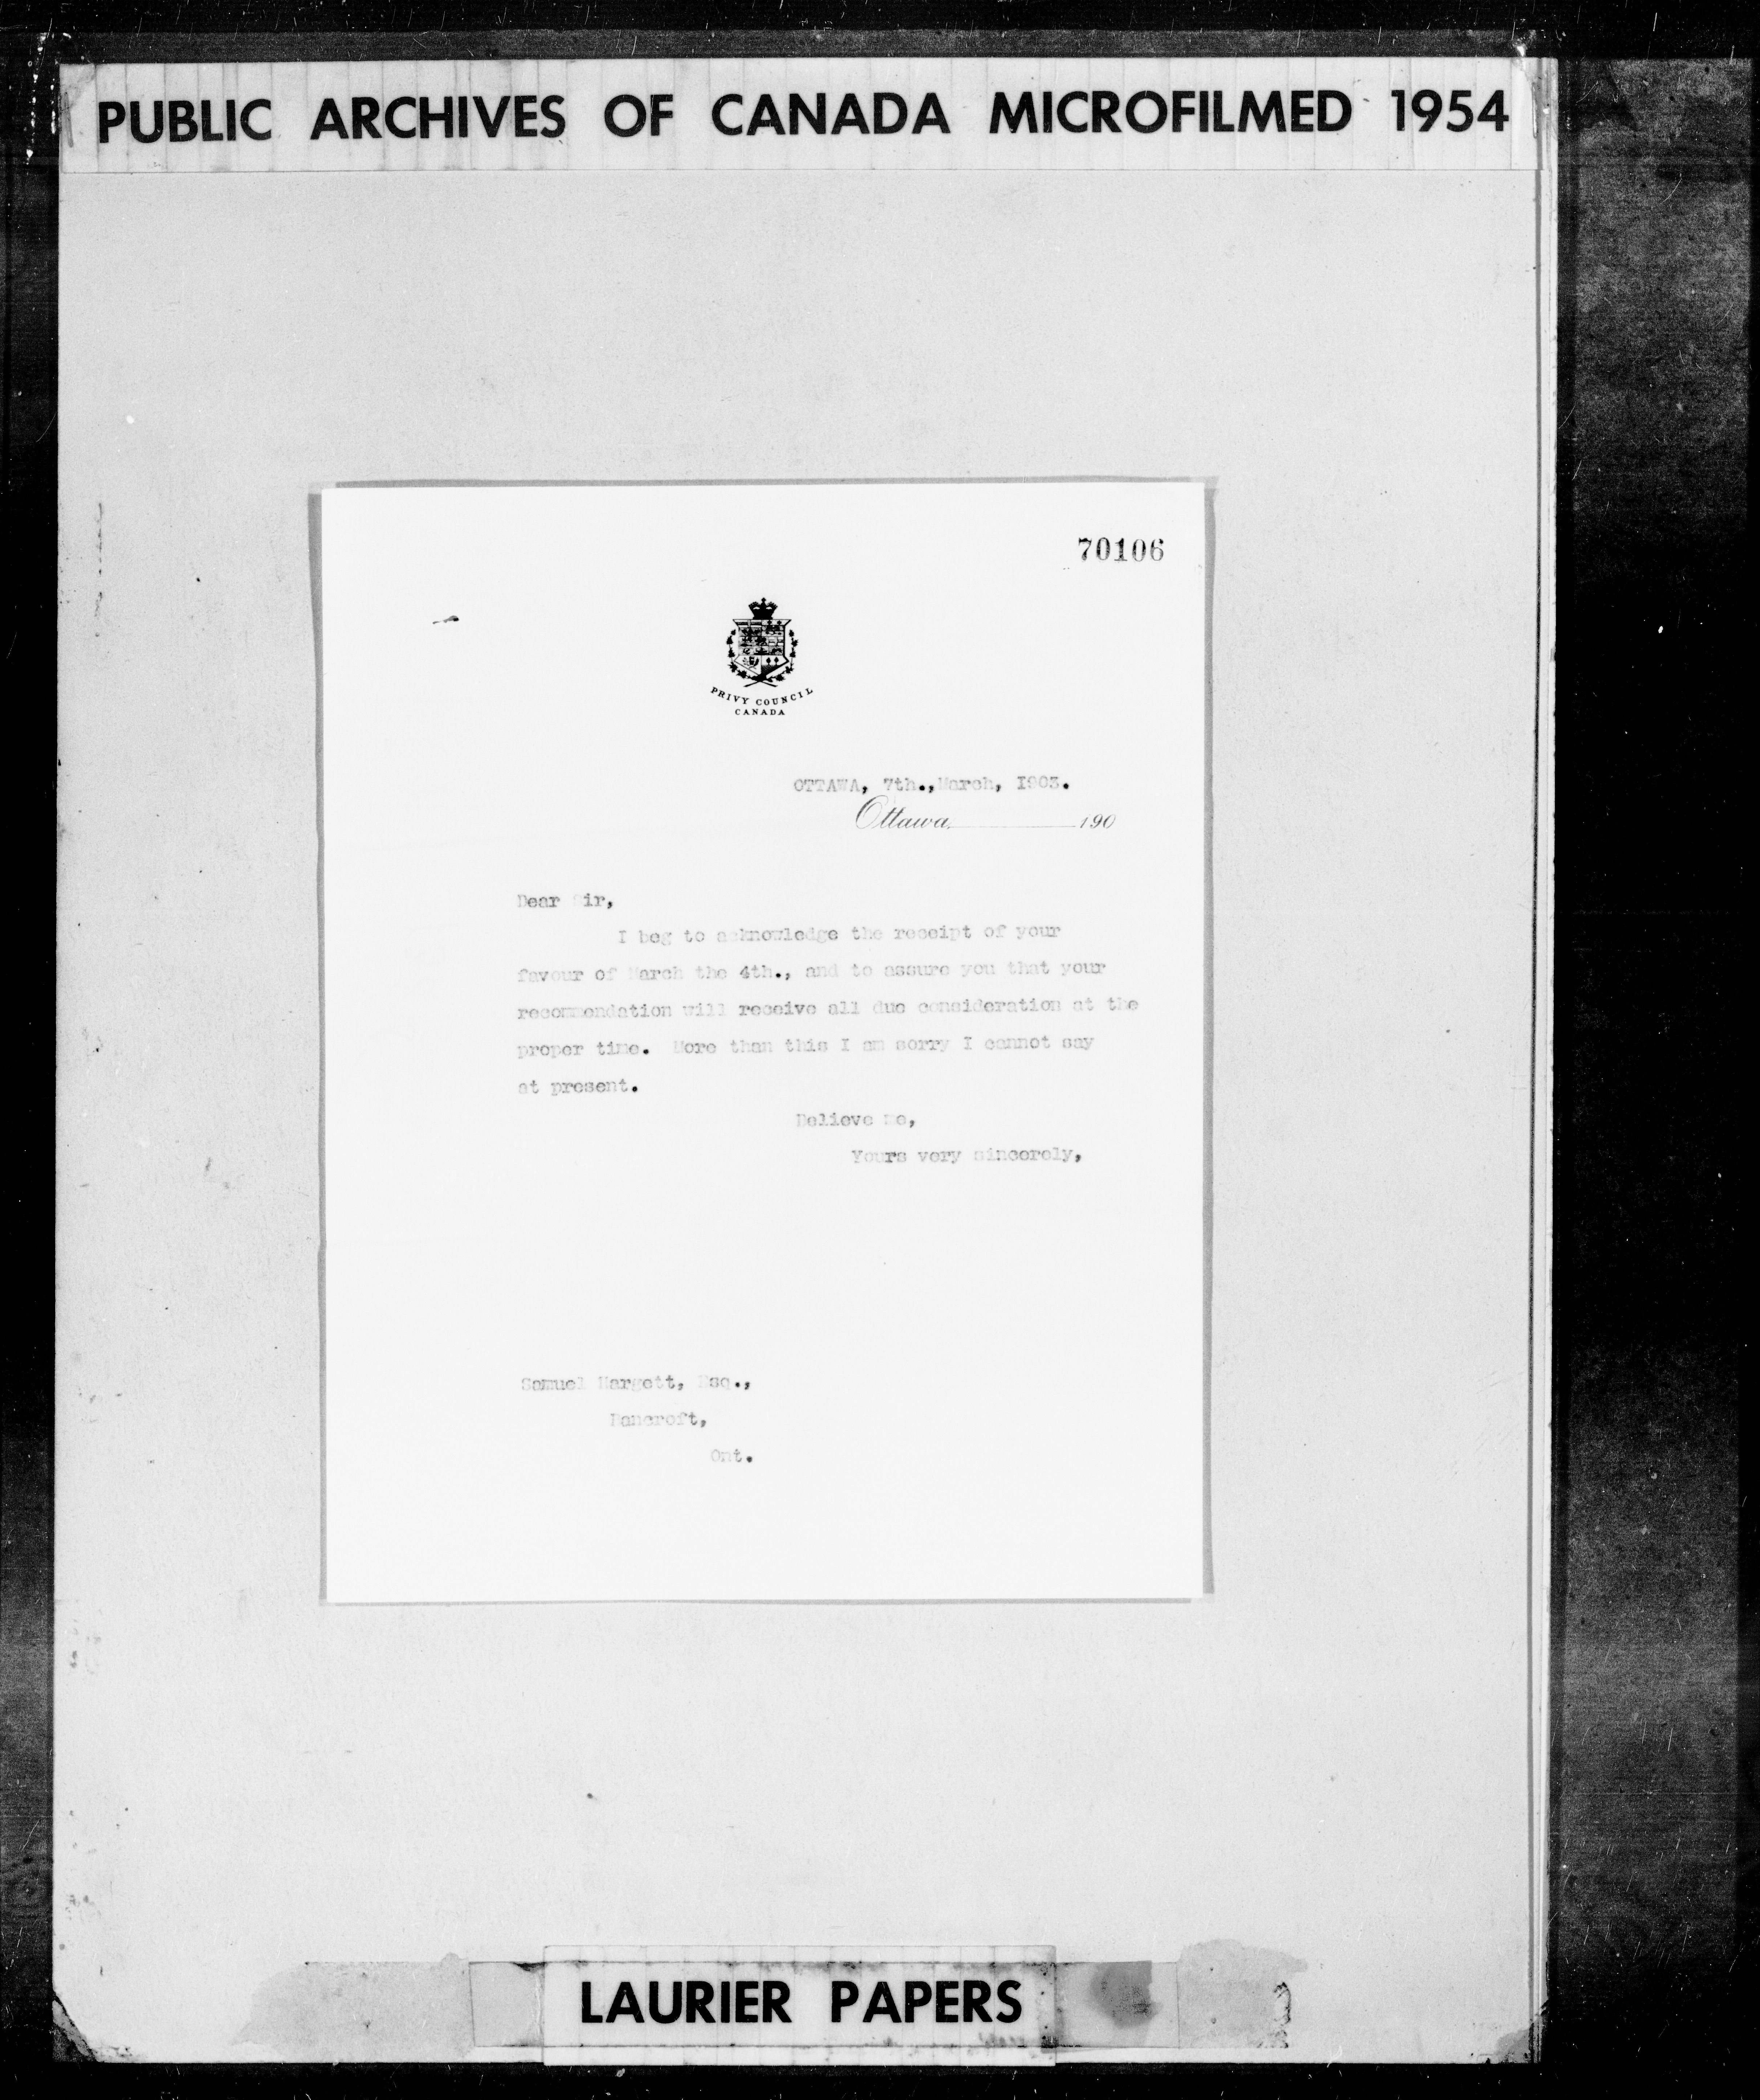 PUBLIC ARCHIVES OF CANADA MICROFILMED 1954
70106
PRIVY COUNCIL
CANADA
OTTAWA, 7th.,March, I903.
Ottawa 190
Dear Sir,
I beg to acknowledge the receipt of your
favour of March the 4th., and to assure you that your
recommendation will receive all due consideration at the
proper time. More than this I am sorry I cannot say
at present.
Believe me,
Yours very sincerely,
Samuel Hargett, Esq.,
Bancroft,
Ont.
LAURIER PAPERS